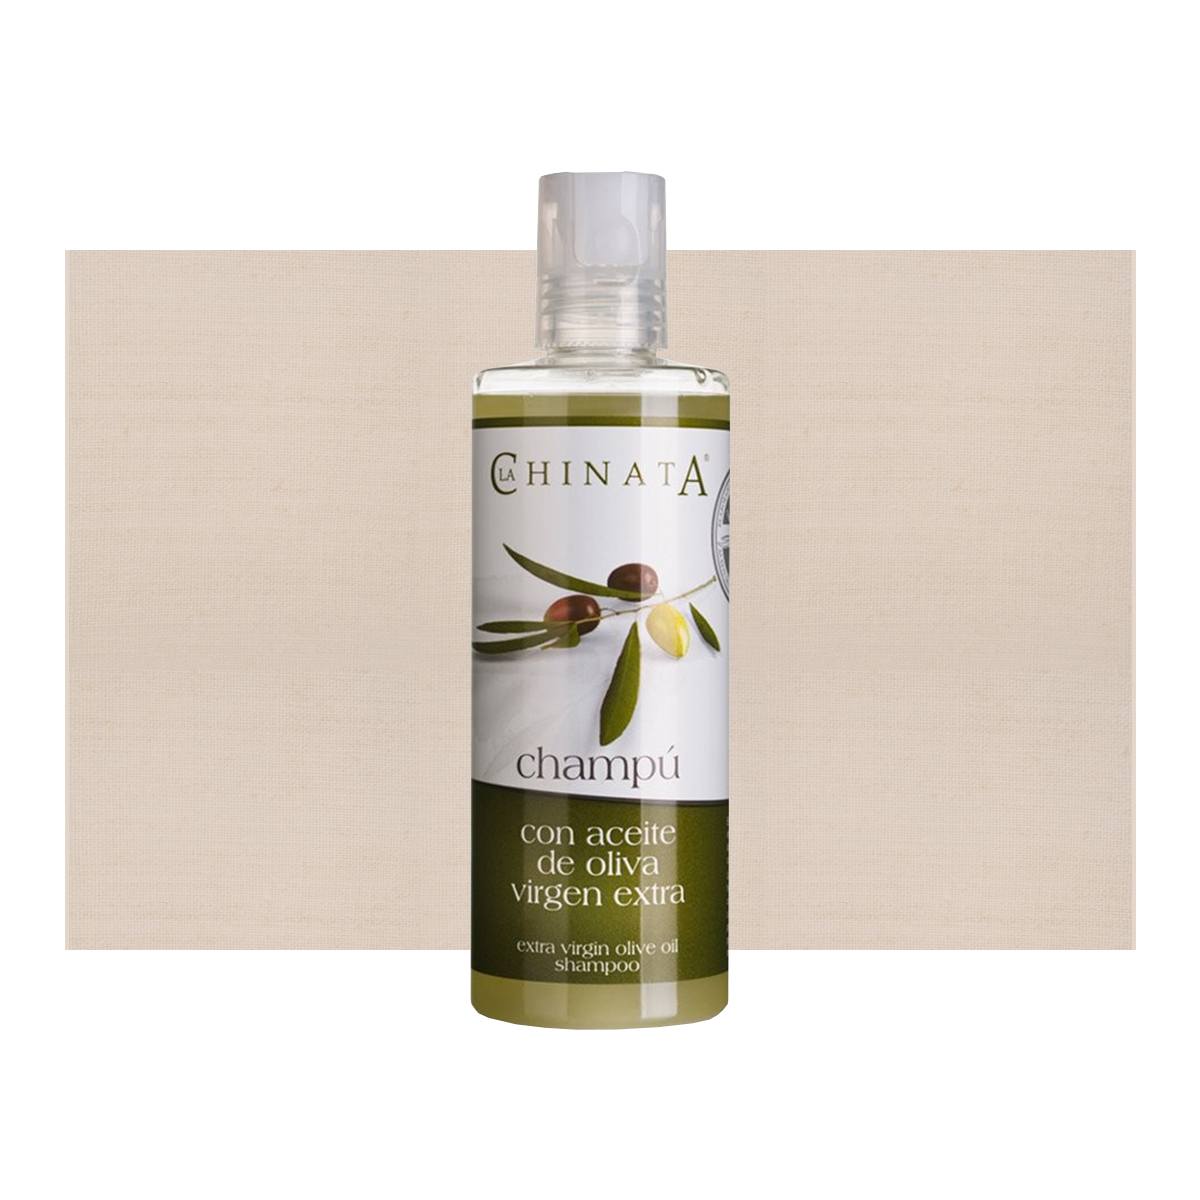 LA CHINATA®
champú
con aceite
de oliva
virgen extra
extra virgin olive oil
shampoo